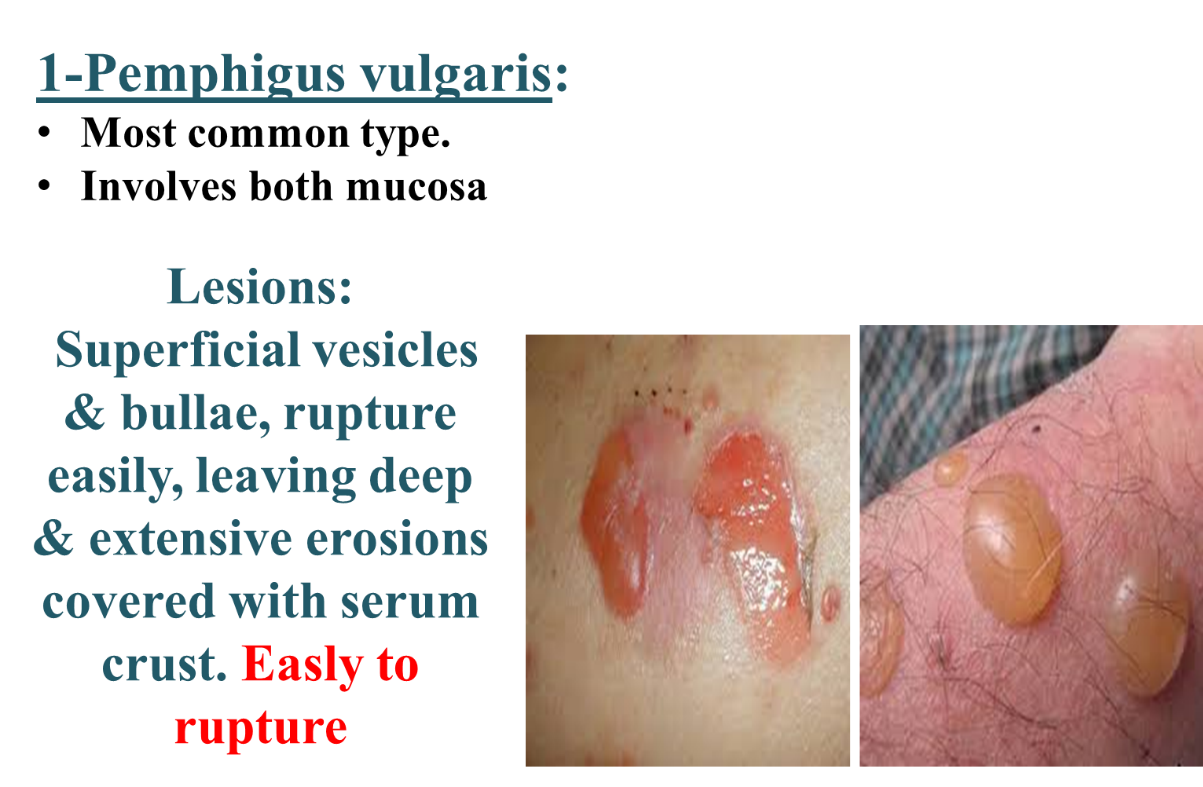 1-Pemphigus vulgaris:
• Most common type.
• Involves both mucosa
Lesions:
Superficial vesicles
& bullae, rupture
easily, leaving deep
& extensive erosions
covered with serum
crust. Easly to
rupture